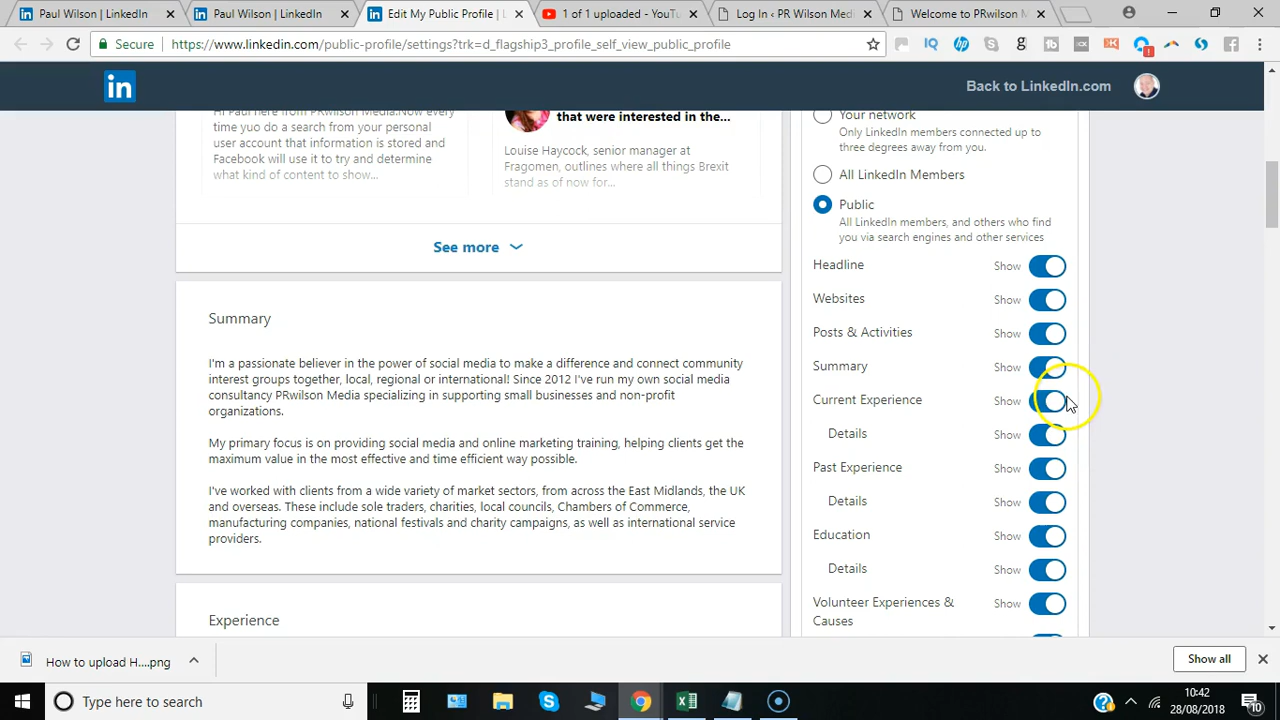 Paul Wilson | LinkedIn
Paul Wilson | LinkedIn
Edit My Public Profile |
1 of 1 uploaded - YouTu
Log In ‹ PR Wilson Med
Welcome to PRwilson M
Secure
https://www.linkedin.com/public-profile/settings?trk=d_flagship3_profile_self_view_public_profile
in
Back to LinkedIn.com
Hi Paul here from PRwilson Media.Now every
time yuo do a search from your personal
user account that information is stored and
Facebook will use it to try and determine
what kind of content to show...
that were interested in the...
Louise Haycock, senior manager at
Fragomen, outlines where all things Brexit
stand as of now for...
See more
Summary
I'm a passionate believer in the power of social media to make a difference and connect community
interest groups together, local, regional or international! Since 2012 I've run my own social media
consultancy PRwilson Media specializing in supporting small businesses and non-profit
organizations.
My primary focus is on providing social media and online marketing training, helping clients get the
maximum value in the most effective and time efficient way possible.
I've worked with clients from a wide variety of market sectors, from across the East Midlands, the UK
and overseas. These include sole traders, charities, local councils, Chambers of Commerce,
manufacturing companies, national festivals and charity campaigns, as well as international service
providers.
Experience
Your network
Only LinkedIn members connected up to
three degrees away from you.
All LinkedIn Members
Public
All LinkedIn members, and others who find
you via search engines and other services
Headline Show
Websites Show
Posts & Activities Show
Summary Show
Current Experience Show
Details Show
Past Experience Show
Details Show
Education Show
Details Show
Volunteer Experiences & Show
Causes
How to upload H....png
Show all
Type here to search
10:42
28/08/2018
10